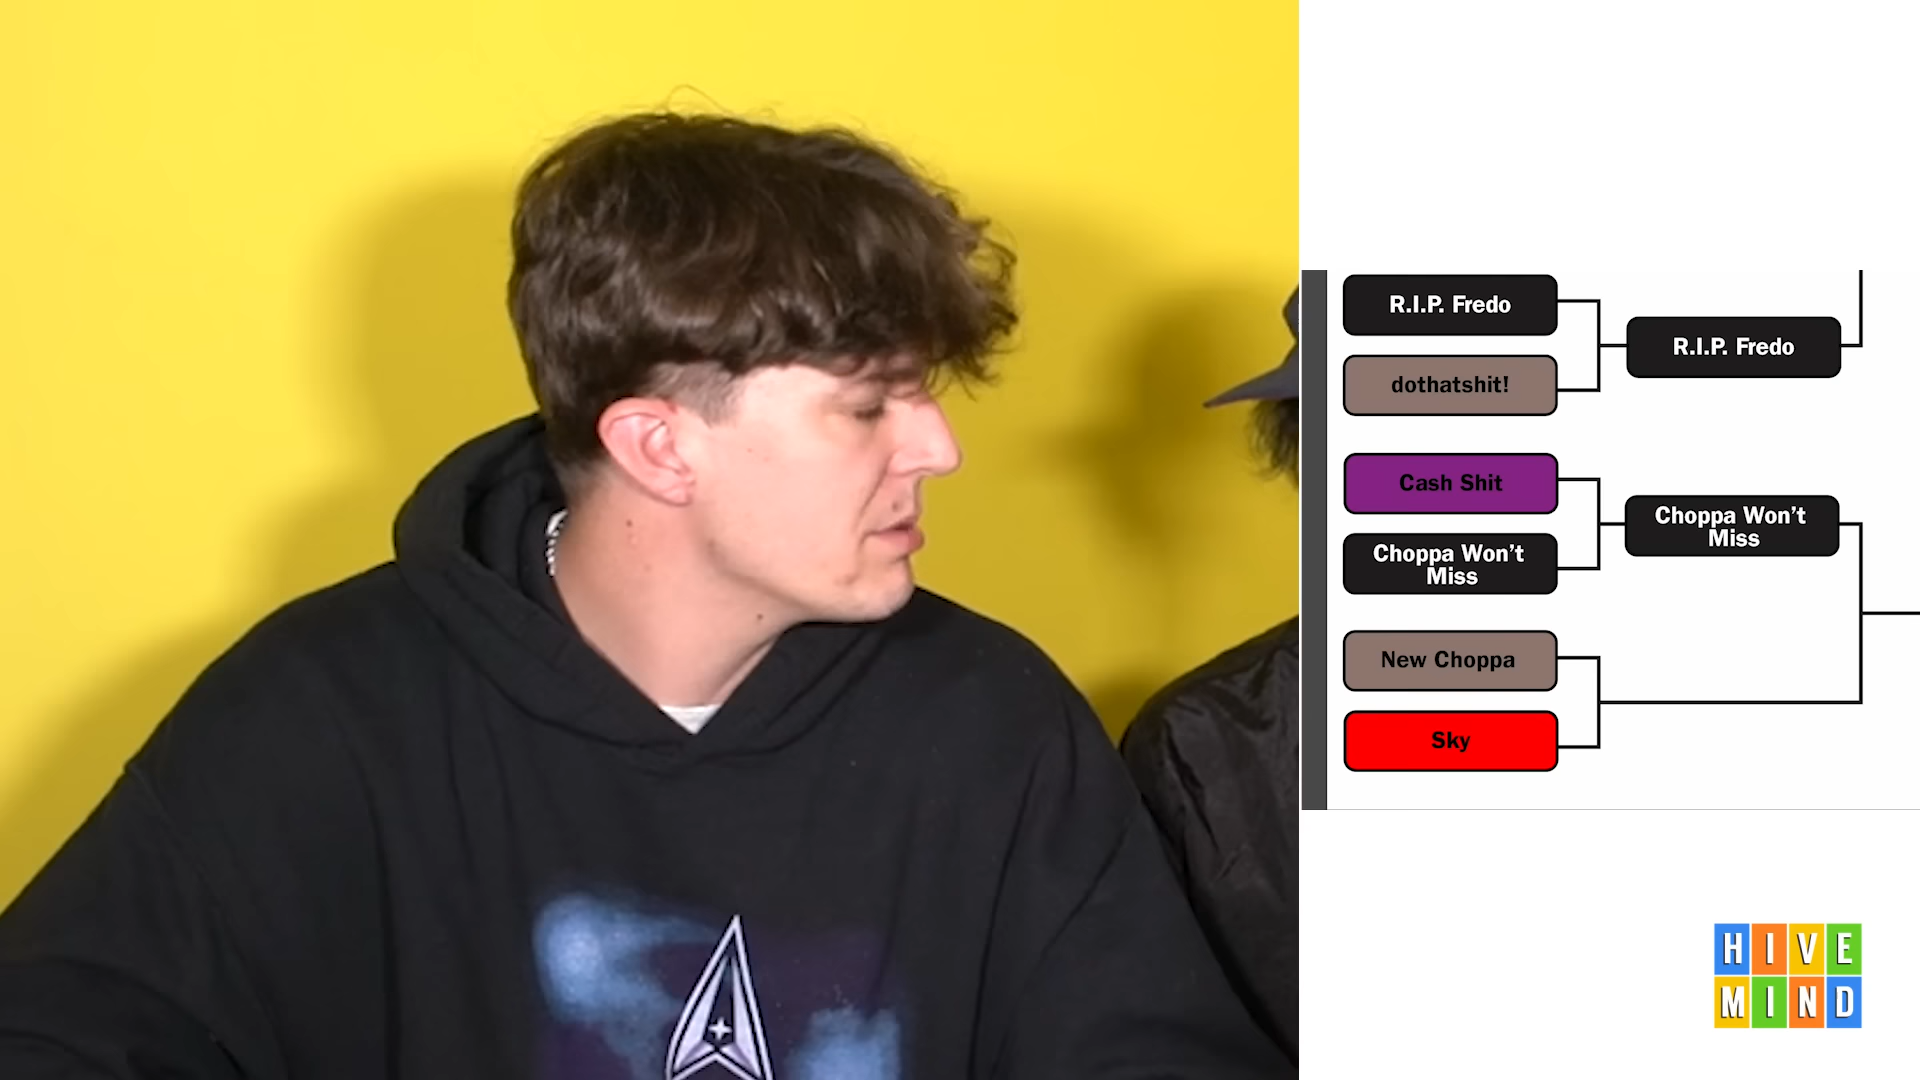 R.I.P. Fredo
dothatshit!
Cash Shit
Choppa Won't
Miss
New Choppa
Sky
R.I.P. Fredo
Choppa Won't
Miss
HIVE
MIND